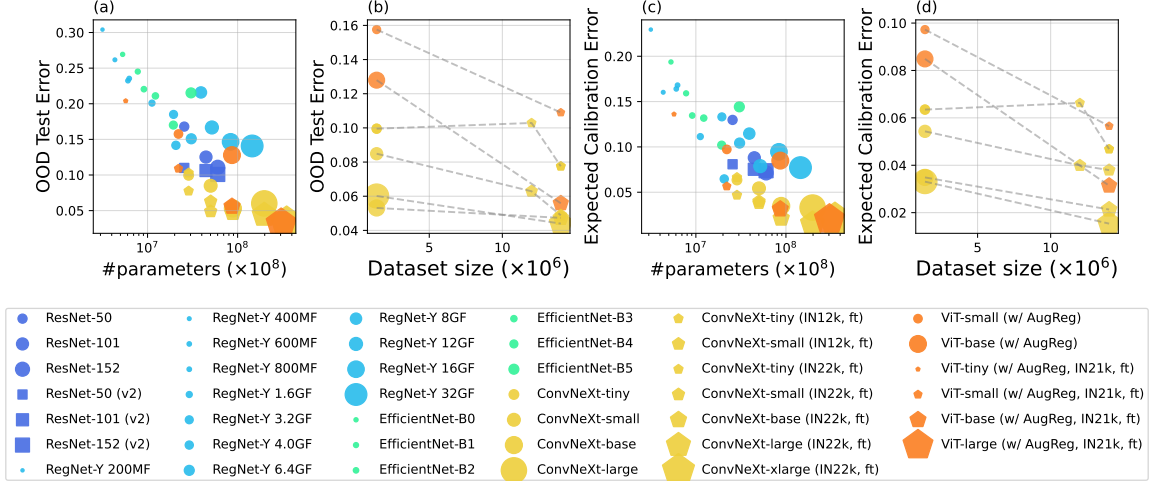 (a)
(b)
(c)
(d)
OOD Test Error
0.30
0.25
0.20
0.15
0.10
0.05
10⁷
10⁸
#parameters (×10⁸)
OOD Test Error
0.16
0.14
0.12
0.10
0.08
0.06
0.04
5
10
Dataset size (×10⁶)
Expected Calibration Error
0.20
0.15
0.10
0.05
10⁷
10⁸
#parameters (×10⁸)
Expected Calibration Error
0.10
0.08
0.06
0.04
0.02
5
10
Dataset size (×10⁶)
ResNet-50
ResNet-101
ResNet-152
ResNet-50 (v2)
ResNet-101 (v2)
ResNet-152 (v2)
RegNet-Y 200MF
RegNet-Y 400MF
RegNet-Y 600MF
RegNet-Y 800MF
RegNet-Y 1.6GF
RegNet-Y 3.2GF
RegNet-Y 4.0GF
RegNet-Y 6.4GF
RegNet-Y 8GF
RegNet-Y 12GF
RegNet-Y 16GF
RegNet-Y 32GF
EfficientNet-B0
EfficientNet-B1
EfficientNet-B2
EfficientNet-B3
EfficientNet-B4
EfficientNet-B5
ConvNeXt-tiny
ConvNeXt-small
ConvNeXt-base
ConvNeXt-large
ConvNeXt-tiny (IN12k, ft)
ConvNeXt-small (IN12k, ft)
ConvNeXt-tiny (IN22k, ft)
ConvNeXt-small (IN22k, ft)
ConvNeXt-base (IN22k, ft)
ConvNeXt-large (IN22k, ft)
ConvNeXt-xlarge (IN22k, ft)
ViT-small (w/ AugReg)
ViT-base (w/ AugReg)
ViT-tiny (w/ AugReg, IN21k, ft)
ViT-small (w/ AugReg, IN21k, ft)
ViT-base (w/ AugReg, IN21k, ft)
ViT-large (w/ AugReg, IN21k, ft)